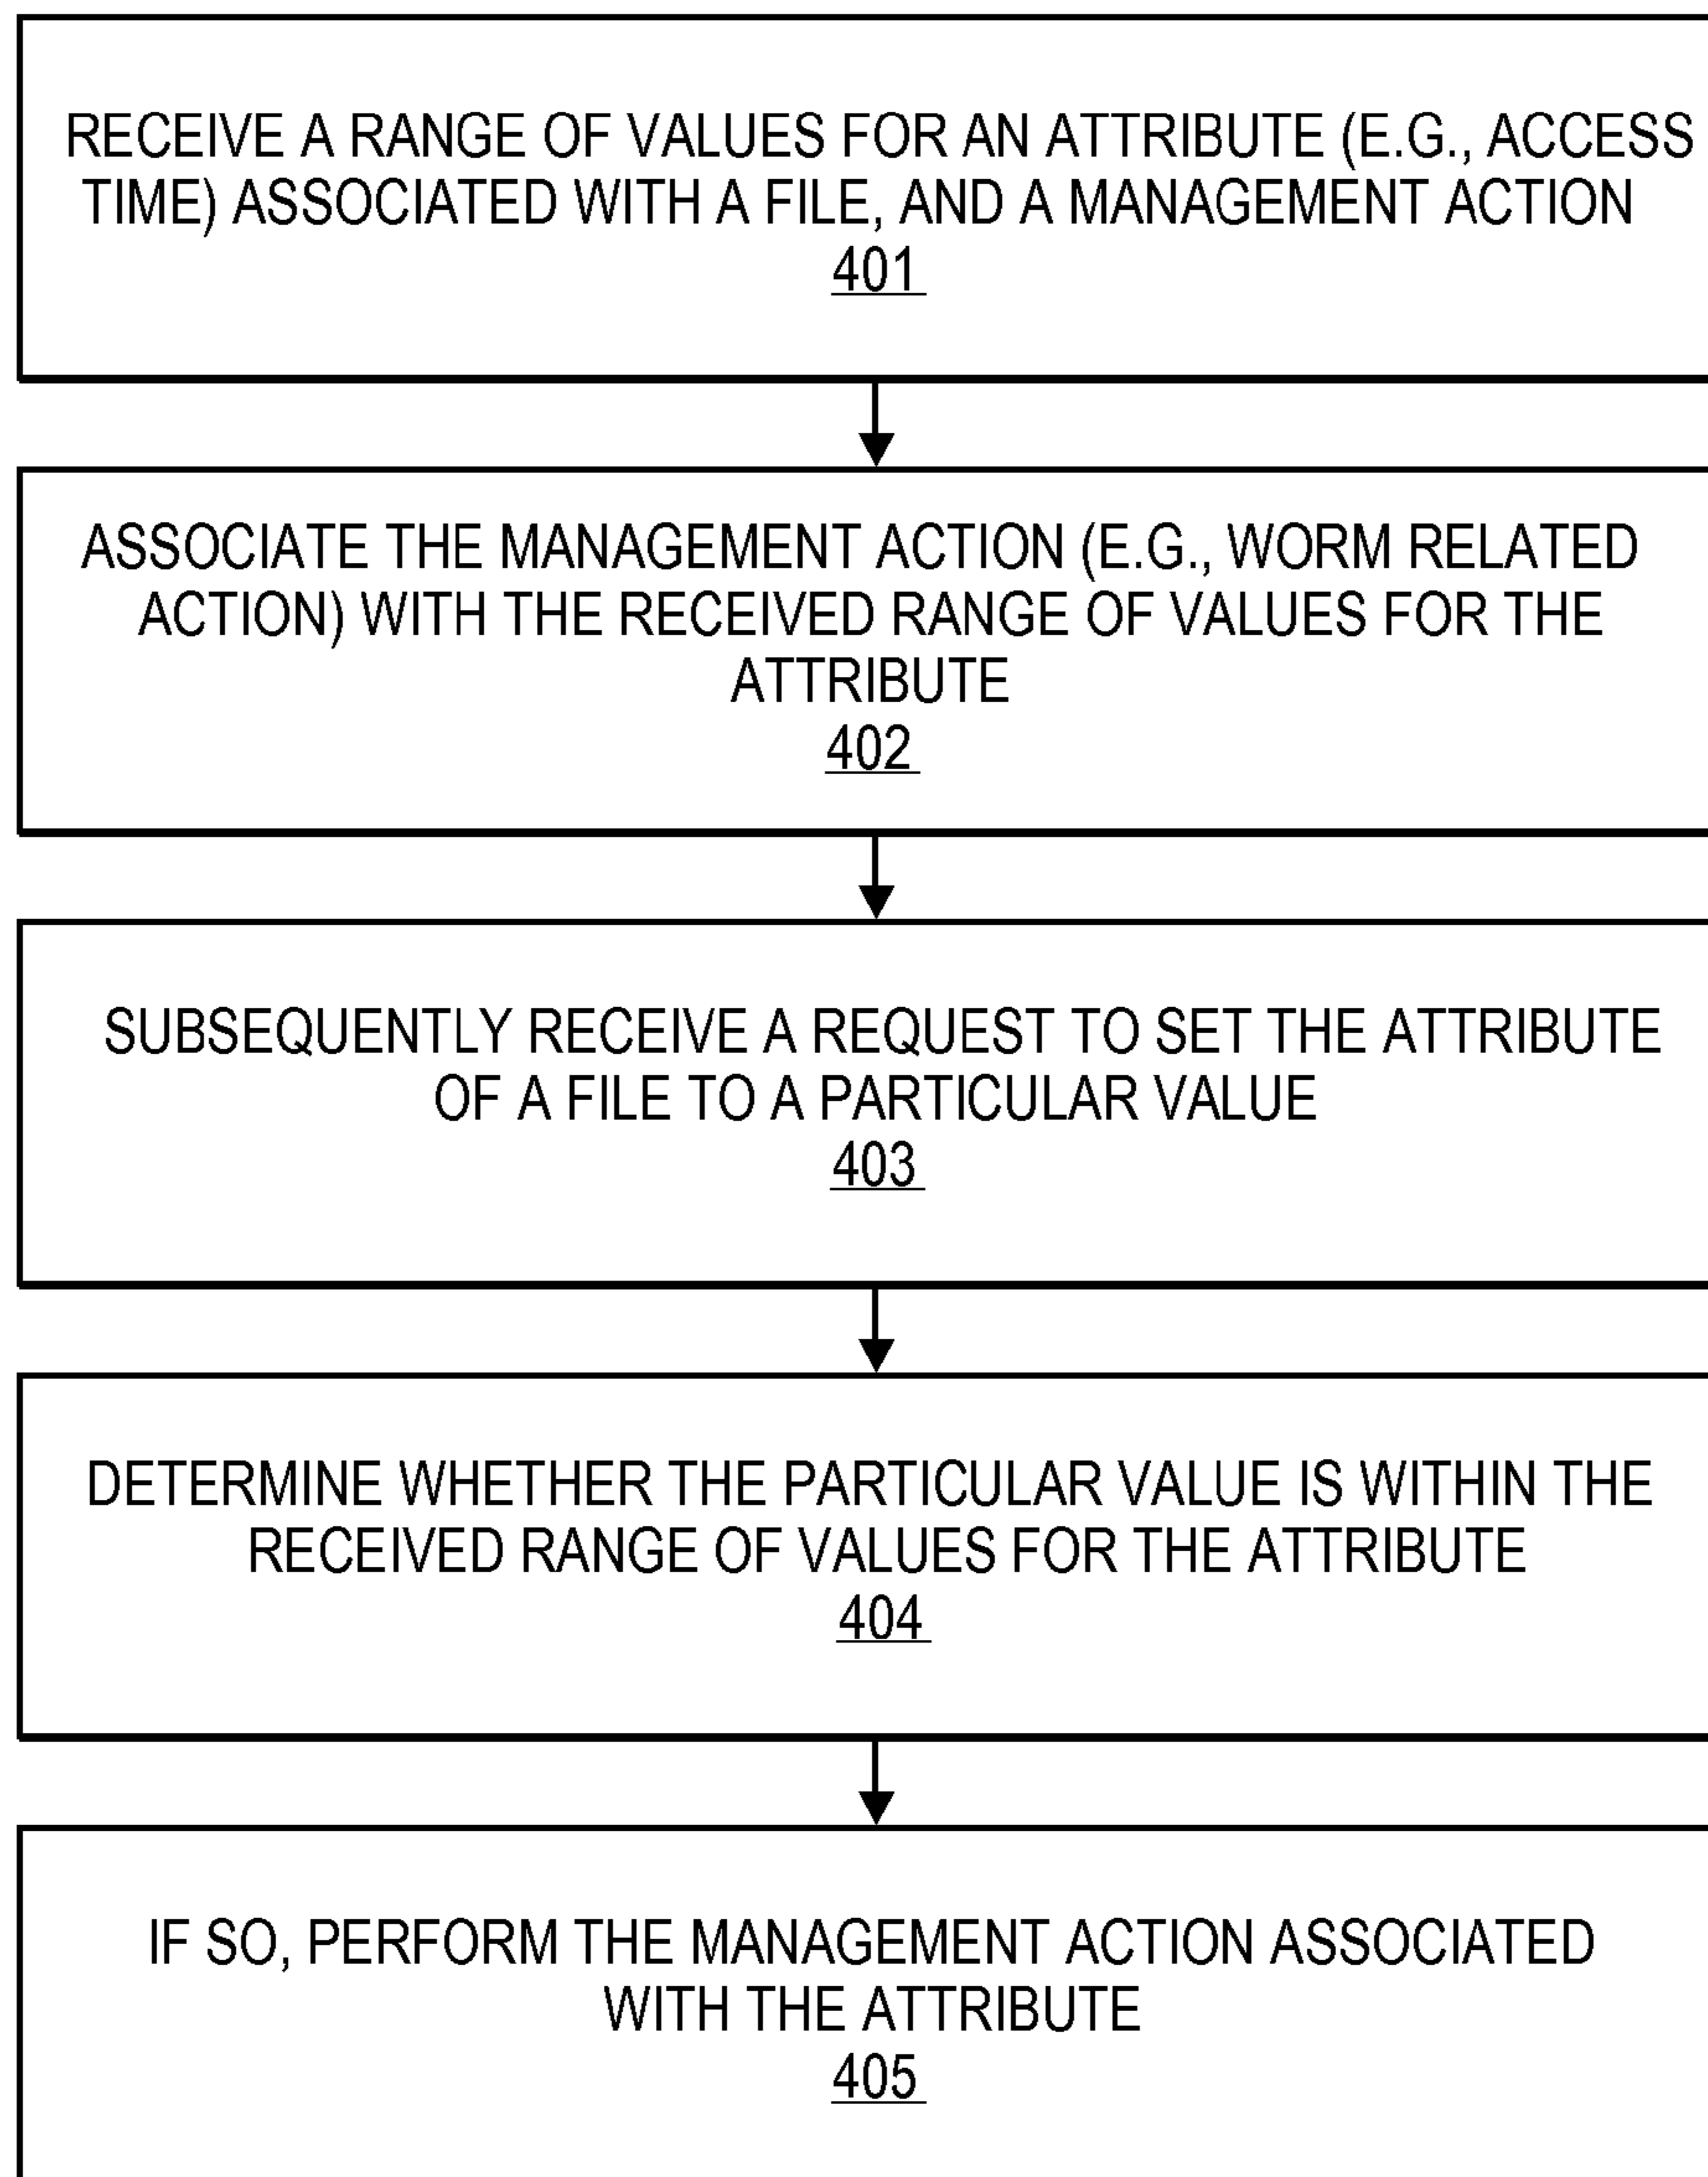 RECEIVE A RANGE OF VALUES FOR AN ATTRIBUTE (E.G., ACCESS
TIME) ASSOCIATED WITH A FILE, AND A MANAGEMENT ACTION
401
ASSOCIATE THE MANAGEMENT ACTION (E.G., WORM RELATED
ACTION) WITH THE RECEIVED RANGE OF VALUES FOR THE
ATTRIBUTE
402
SUBSEQUENTLY RECEIVE A REQUEST TO SET THE ATTRIBUTE
OF A FILE TO A PARTICULAR VALUE
403
DETERMINE WHETHER THE PARTICULAR VALUE IS WITHIN THE
RECEIVED RANGE OF VALUES FOR THE ATTRIBUTE
404
IF SO, PERFORM THE MANAGEMENT ACTION ASSOCIATED
WITH THE ATTRIBUTE
405